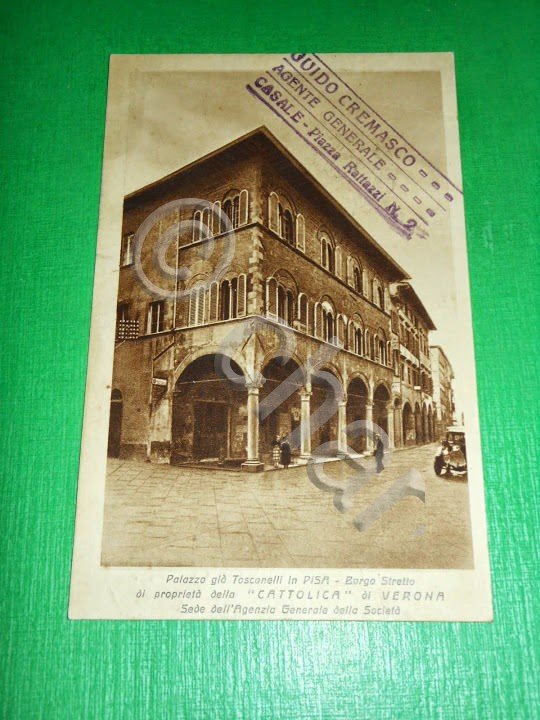 GUIDO CREMASCO
AGENTE GENERALE
CASALE - Piazza Rattazzi N. 2
© ebay
Palazzo già Toscanelli in PISA - Borgo Stretto
di proprietà della "CATTOLICA" di VERONA
Sede dell'Agenzia Generale della Società